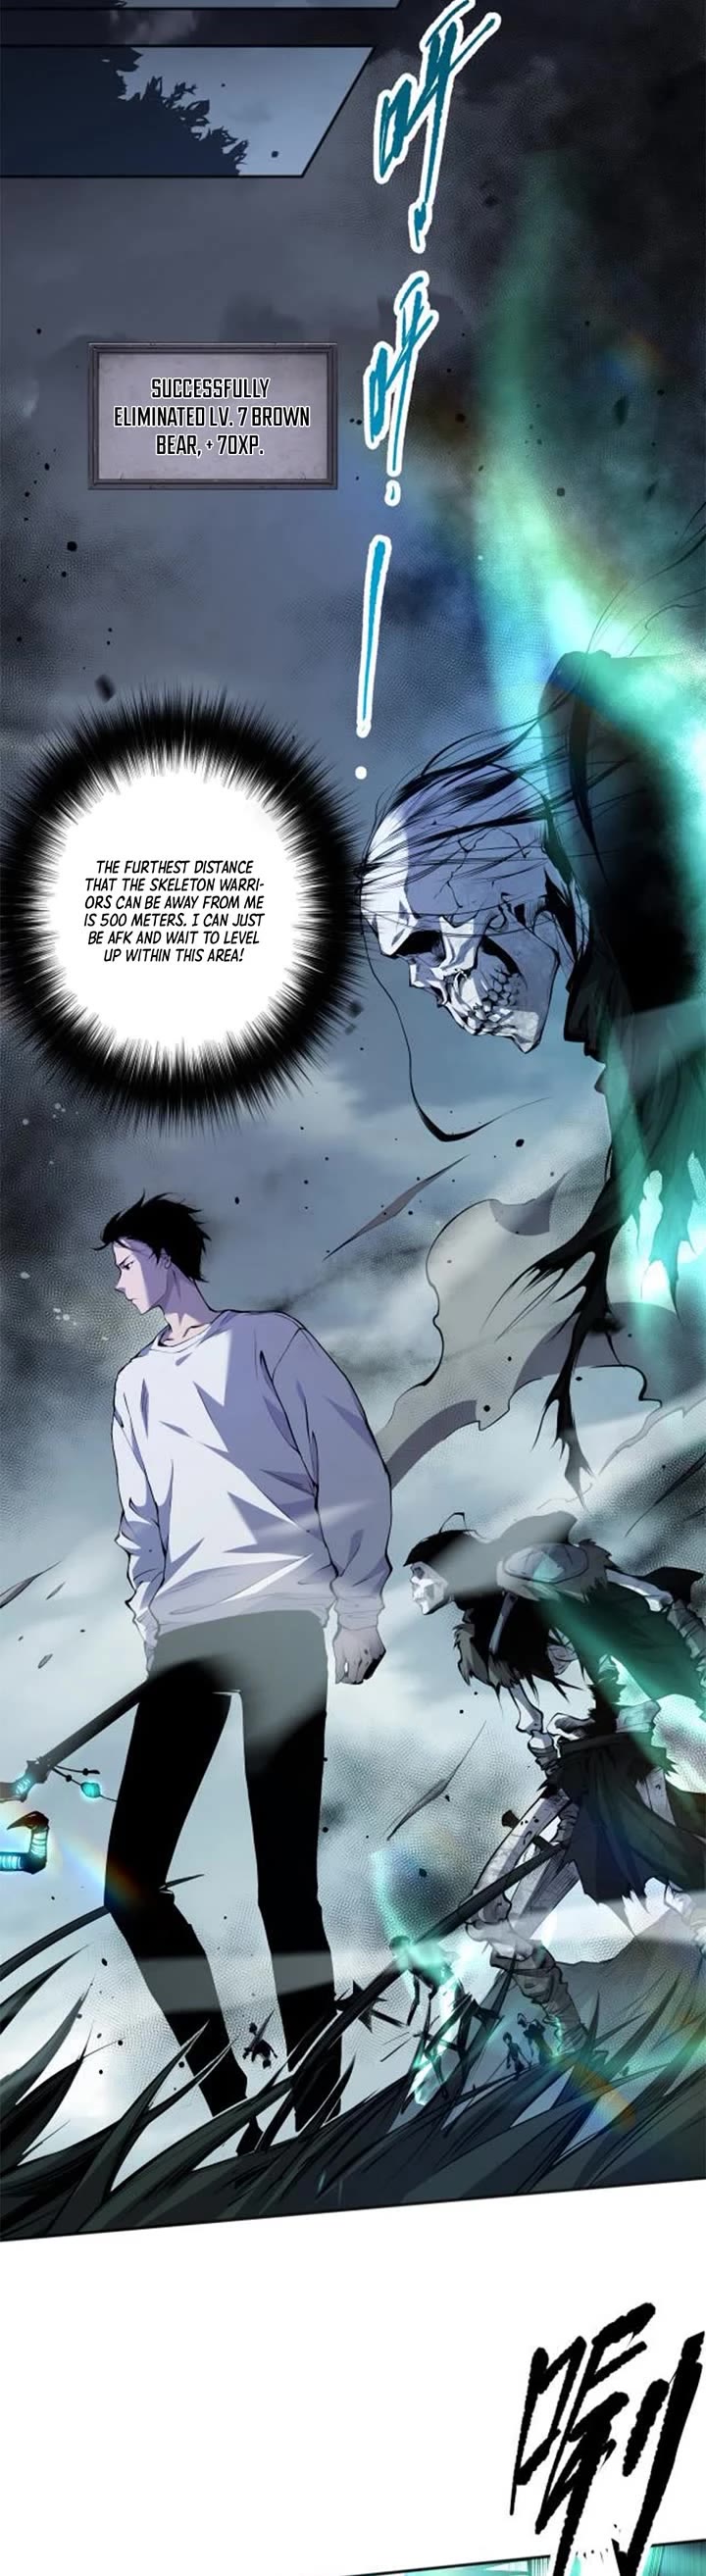 呼
呼
SUCCESSFULLY
ELIMINATED LV. 7 BROWN
BEAR, + 70XP.
THE FURTHEST DISTANCE
THAT THE SKELETON WARRI-
ORS CAN BE AWAY FROM ME
IS 500 METERS. I CAN JUST
BE AFK AND WAIT TO LEVEL
UP WITHIN THIS AREA!